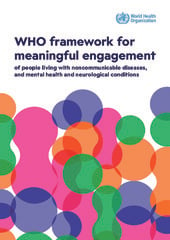 World Health
Organization
WHO framework for
meaningful engagement
of people living with noncommunicable diseases,
and mental health and neurological conditions